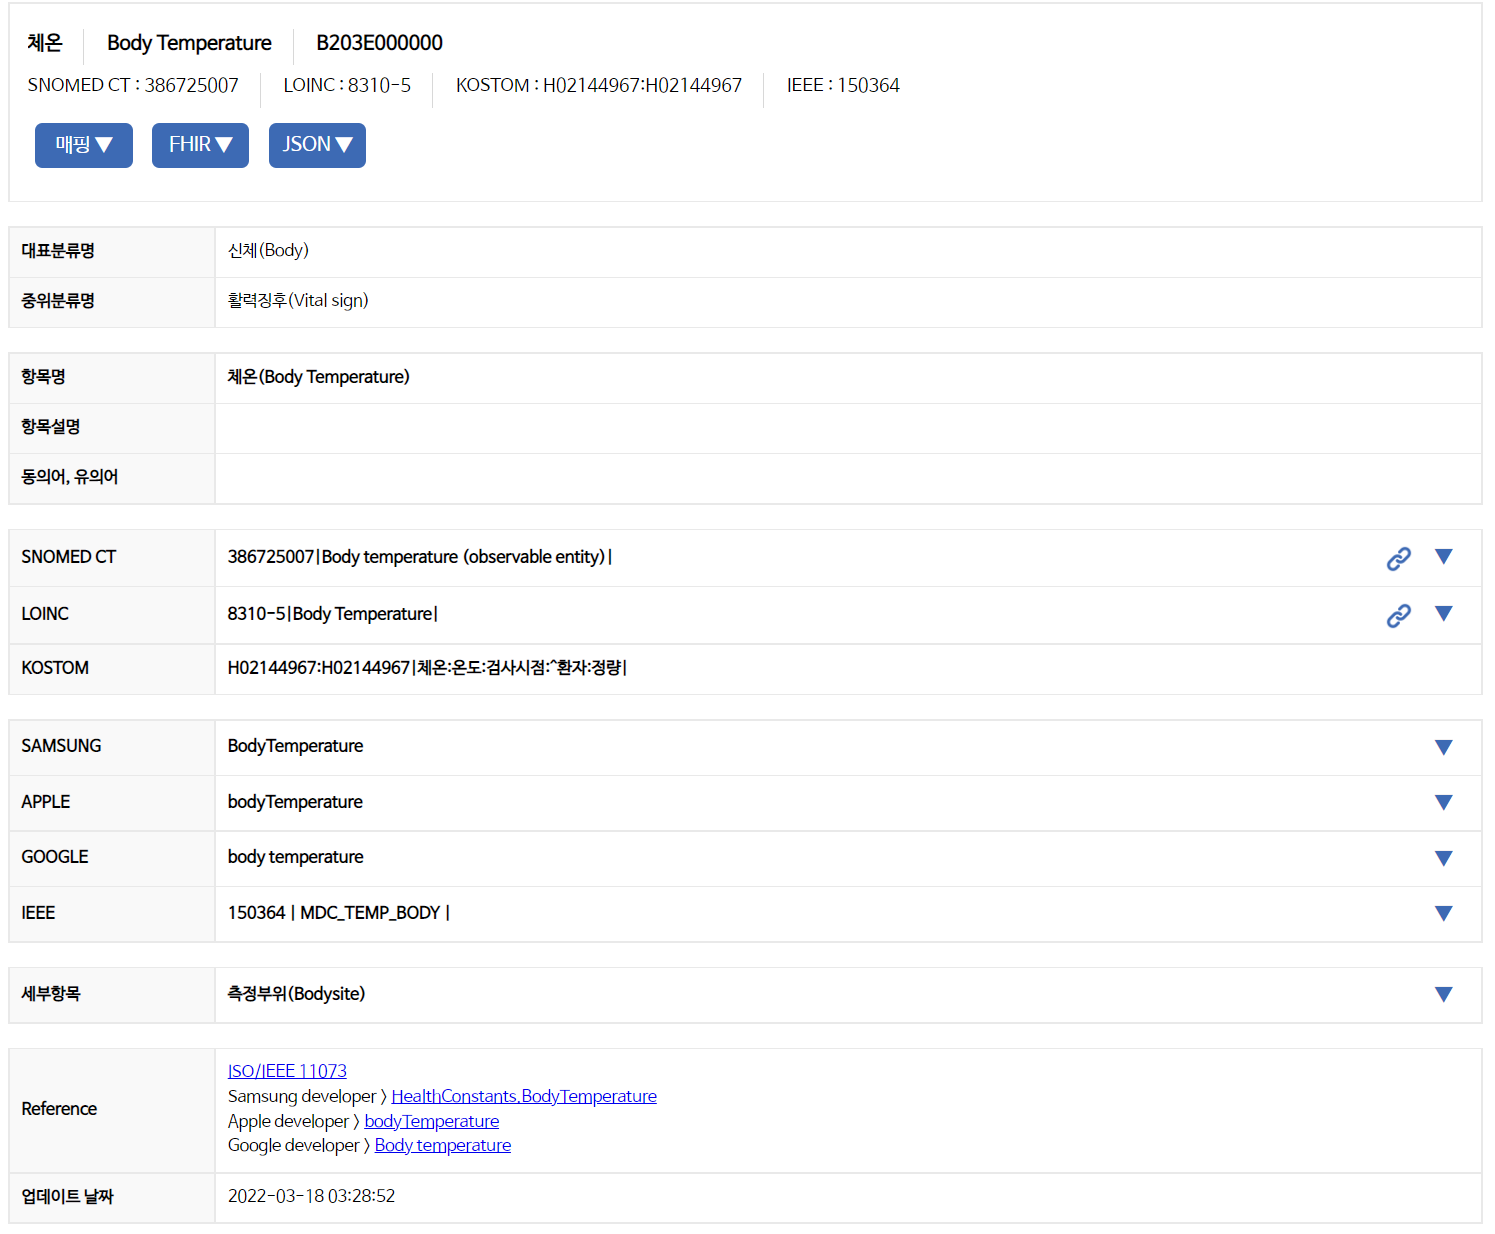 체온 Body Temperature B203E000000
SNOMED CT : 386725007 LOINC : 8310-5 KOSTOM : H02144967:H02144967 IEEE : 150364
매핑▼ FHIR▼ JSON▼
대표분류명 신체(Body)
중위분류명 활력징후(Vital sign)
항목명 체온(Body Temperature)
항목설명
동의어, 유의어
SNOMED CT 386725007|Body temperature (observable entity)| ▼
LOINC 8310-5|Body Temperature| ▼
KOSTOM H02144967:H02144967|체온:온도:검사시점:^환자:정량|
SAMSUNG BodyTemperature ▼
APPLE bodyTemperature ▼
GOOGLE body temperature ▼
IEEE 150364 | MDC_TEMP_BODY | ▼
세부항목 측정부위(Bodysite) ▼
Reference
ISO/IEEE 11073
Samsung developer > HealthConstants.BodyTemperature
Apple developer > bodyTemperature
Google developer > Body temperature
업데이트 날짜 2022-03-18 03:28:52